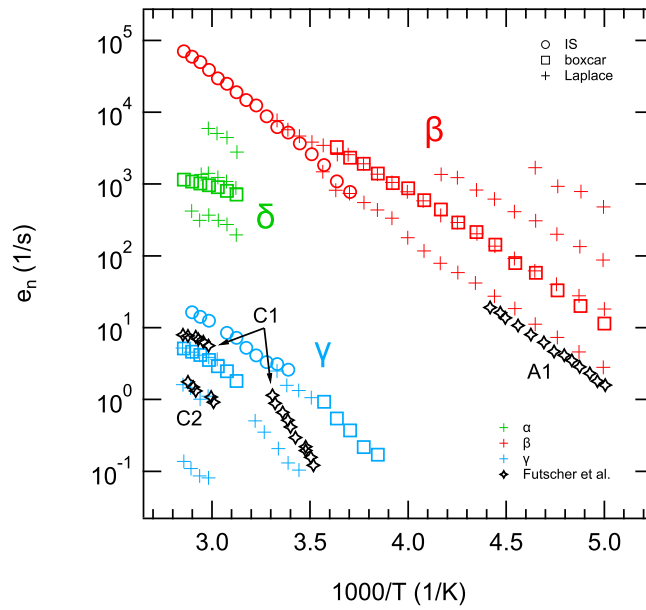 10^5
10^4
10^3
10^2
10^1
10^0
10^-1
e_n (1/s)
IS
boxcar
Laplace
β
δ
γ
C1
C2
A1
α
β
γ
Futscher et al.
3.0 3.5 4.0 4.5 5.0
1000/T (1/K)